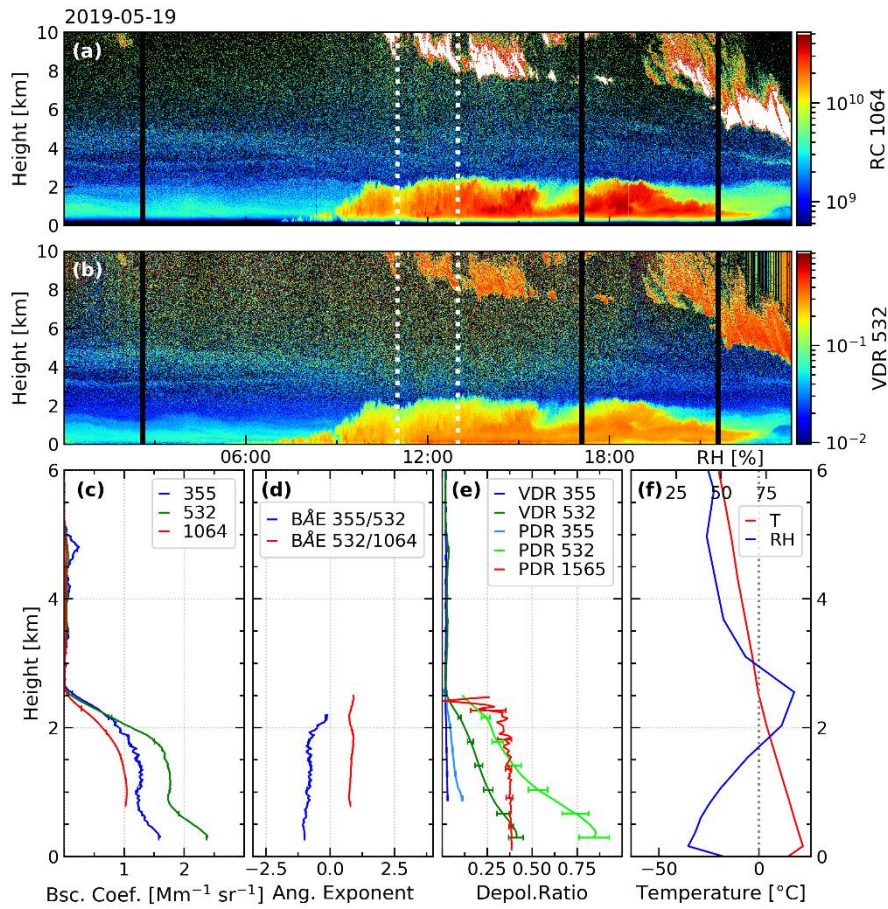 2019-05-19
(a)
Height [km]
10
8
6
4
2
0
RC 1064
10^10
10^9
(b)
Height [km]
10
8
6
4
2
0
VDR 532
10^−1
10^−2
06:00 12:00 18:00
RH [%]
(c)
355
532
1064
Height [km]
6
4
2
0
1 2
Bsc. Coef. [Mm^−1 sr^−1]
(d)
BÅE 355/532
BÅE 532/1064
−2.5 0.0 2.5
Ang. Exponent
(e)
VDR 355
VDR 532
PDR 355
PDR 532
PDR 1565
0.25 0.50 0.75
Depol.Ratio
(f)
25 50 75
T
RH
6
4
2
0
−50 0
Temperature [°C]